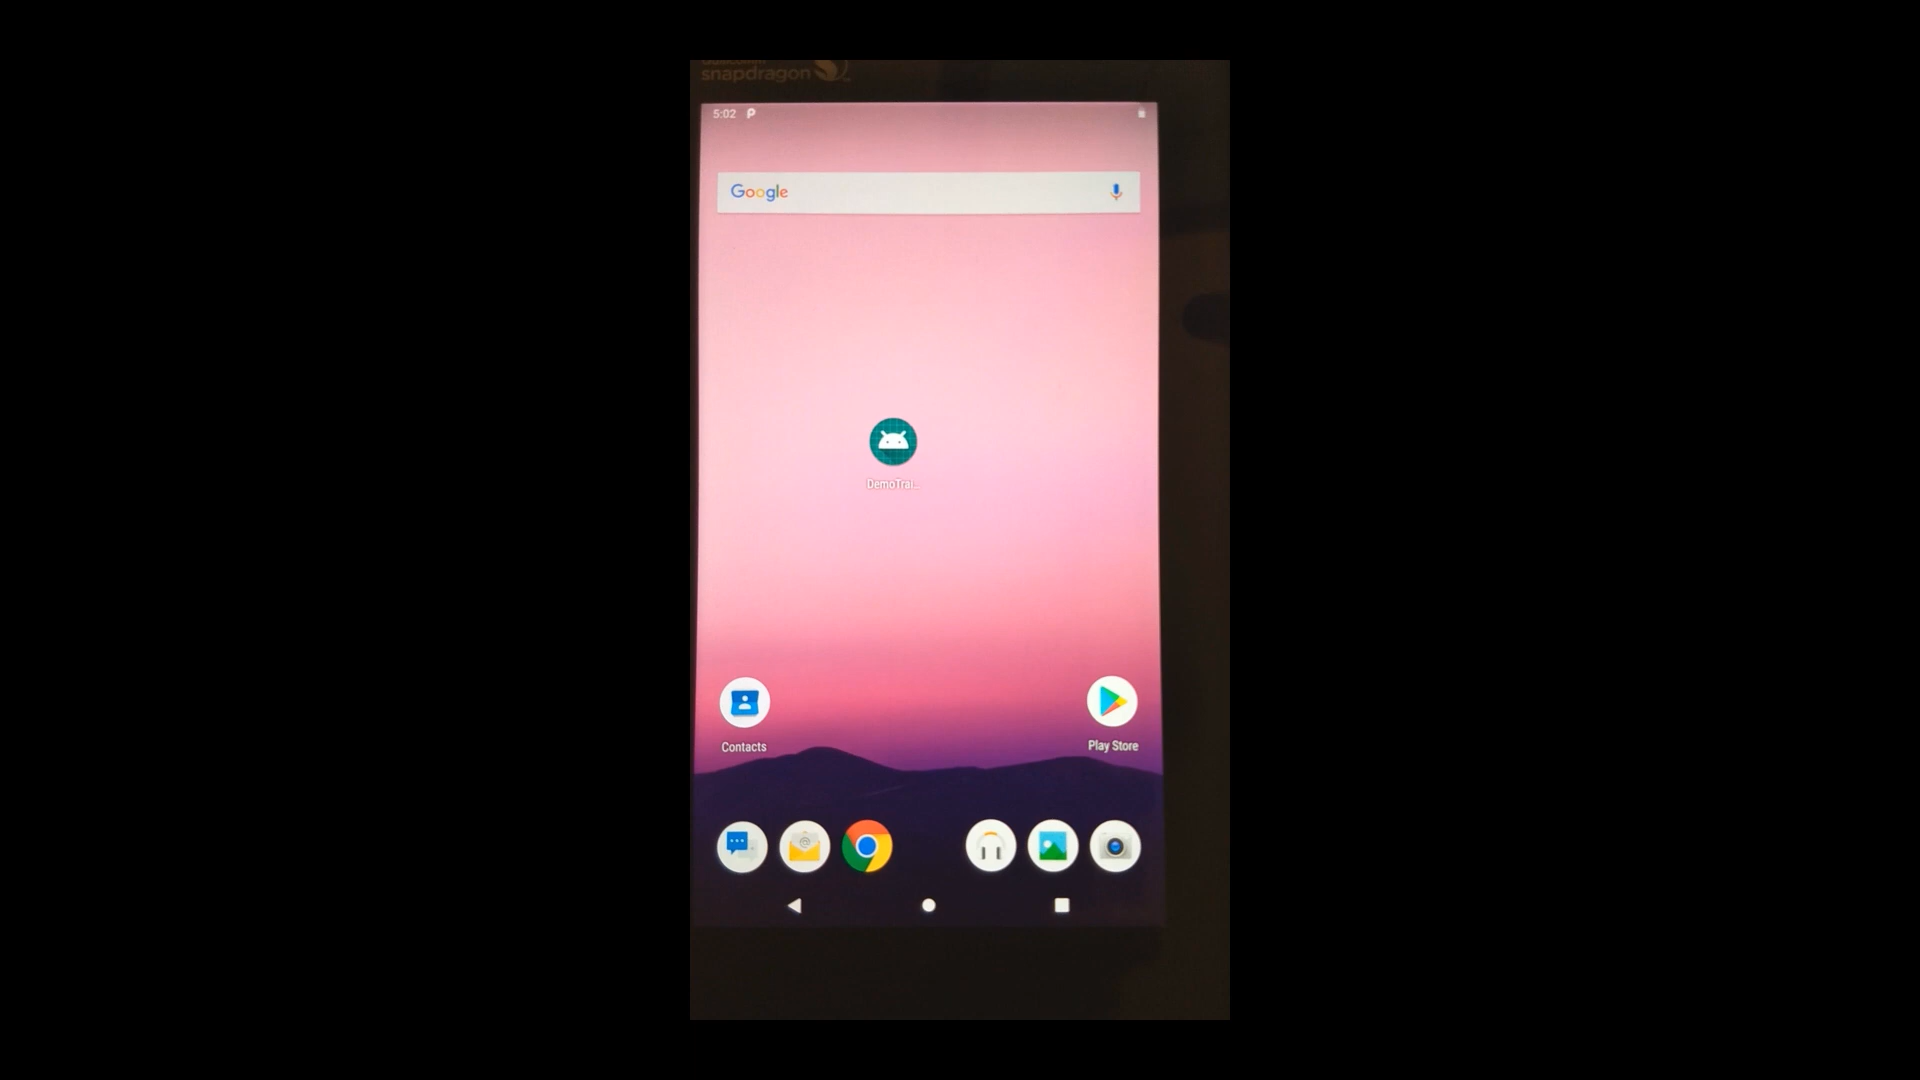 snapdragon
5:02
Google
DemoTrai...
Contacts
Play Store